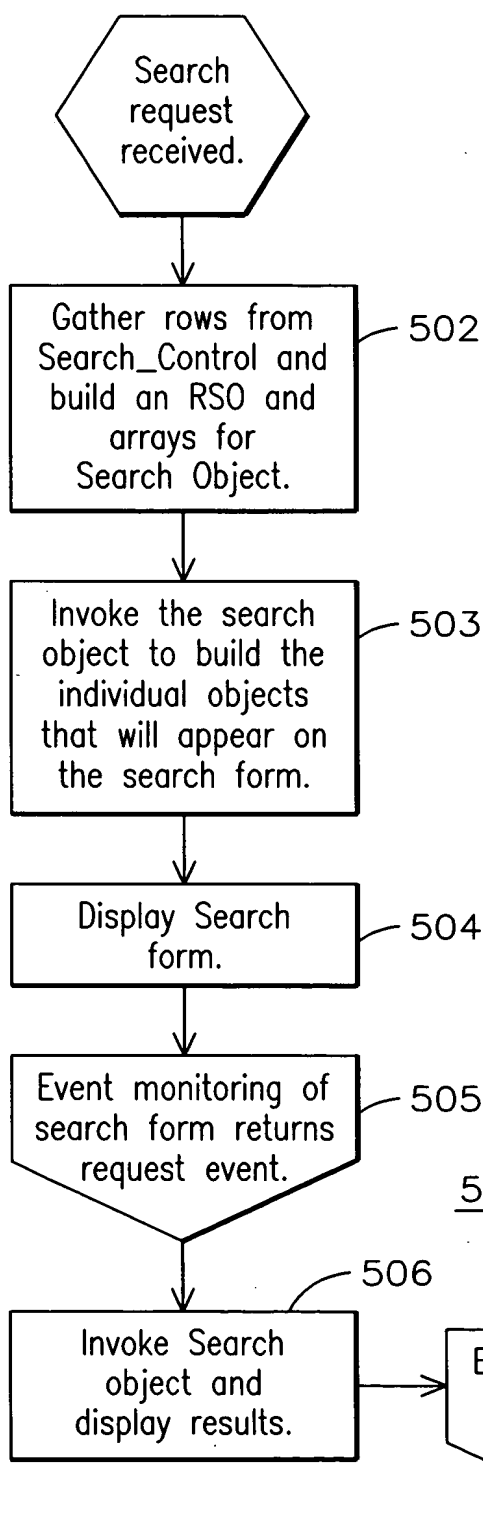 Search
request
received.
Gather rows from
Search_Control and
build an RSO and
arrays for
Search Object.
502
Invoke the search
object to build the
individual objects
that will appear on
the search form.
503
Display Search
form.
504
Event monitoring of
search form returns
request event.
505
506
Invoke Search
object and
display results.